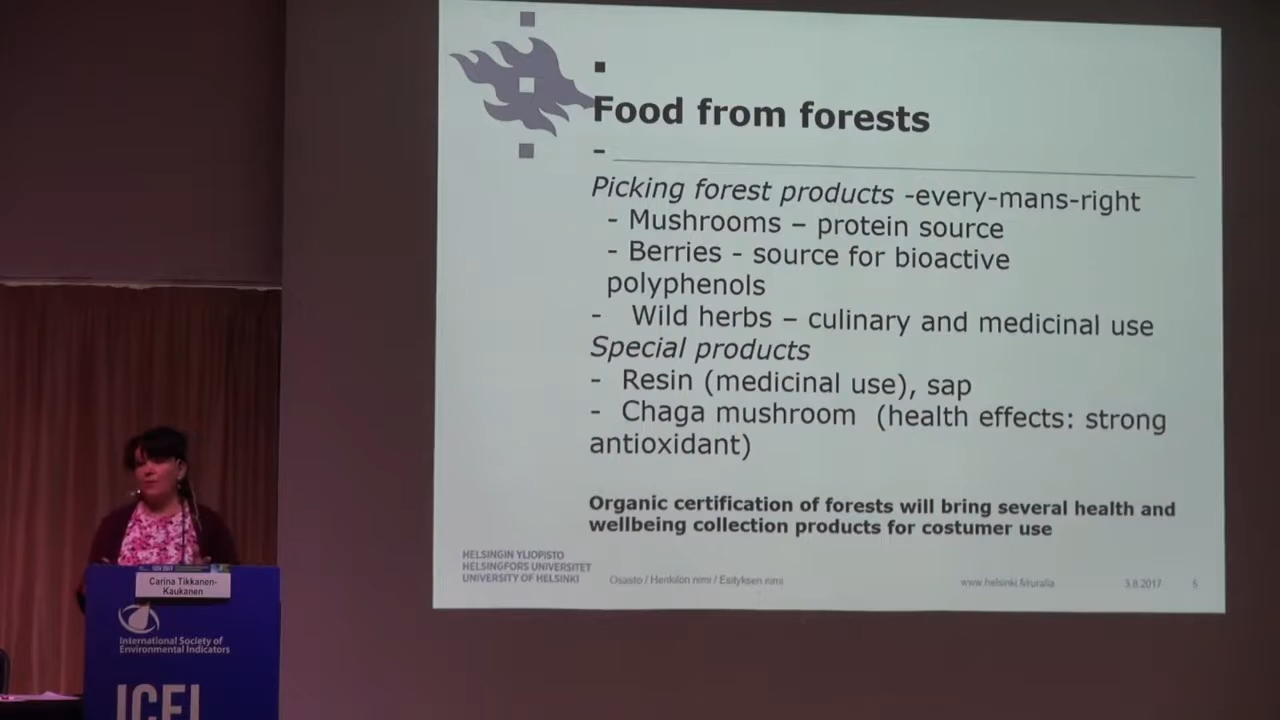 Food from forests
Picking forest products -every-mans-right
- Mushrooms – protein source
- Berries - source for bioactive
polyphenols
- Wild herbs – culinary and medicinal use
Special products
- Resin (medicinal use), sap
- Chaga mushroom (health effects: strong
antioxidant)
Organic certification of forests will bring several health and
wellbeing collection products for costumer use
HELSINGIN YLIOPISTO
HELSINGFORS UNIVERSITET
UNIVERSITY OF HELSINKI
Osasto / Henkilön nimi / Esityksen nimi
www.helsinki.fi/ruralia
3.8.2017
Carina Tikkanen-
Kaukanen
International Society of
Environmental Indicators
ICEI